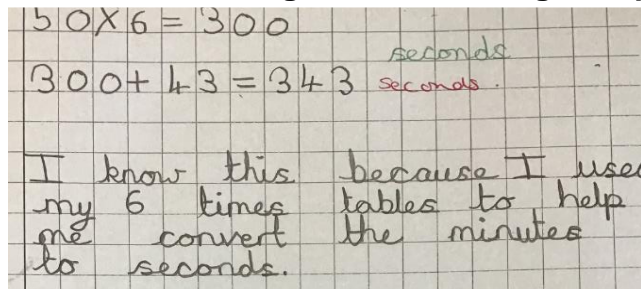 50×6 = 300
seconds
300 + 43 = 343 seconds.
I know this because I used
my 6 times tables to help
me convert the minutes
to seconds.